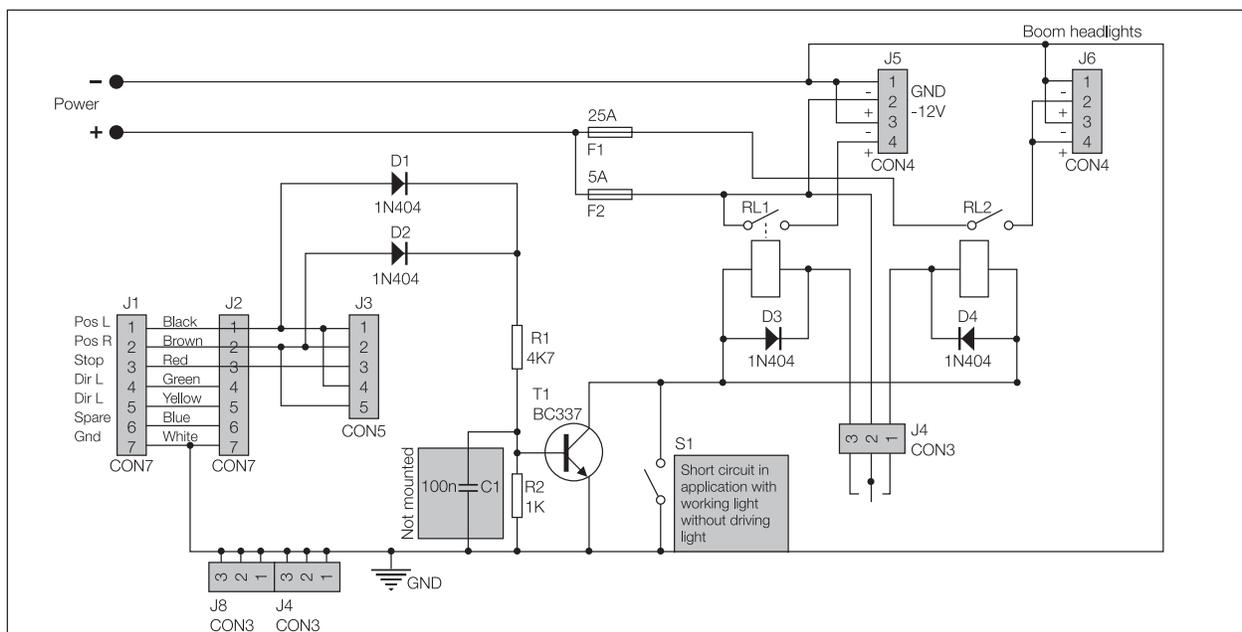 Boom headlights
J5
J6
Power
−
+
1
2
3
4
-
+
-
+
GND
-12V
CON4
1
2
3
4
-
+
-
+
CON4
25A
F1
5A
F2
D1
1N404
D2
1N404
RL1
RL2
D3
1N404
D4
1N404
J1
J2
J3
Pos L
Pos R
Stop
Dir L
Dir L
Spare
Gnd
1
2
3
4
5
6
7
CON7
Black
Brown
Red
Green
Yellow
Blue
White
1
2
3
4
5
6
7
CON7
1
2
3
4
5
CON5
R1
4K7
T1
BC337
Not mounted
100n
C1
R2
1K
S1
Short circuit in
application with
working light
without driving
light
3 2 1
J4
CON3
3 2 1
J8
CON3
3 2 1
J4
CON3
GND